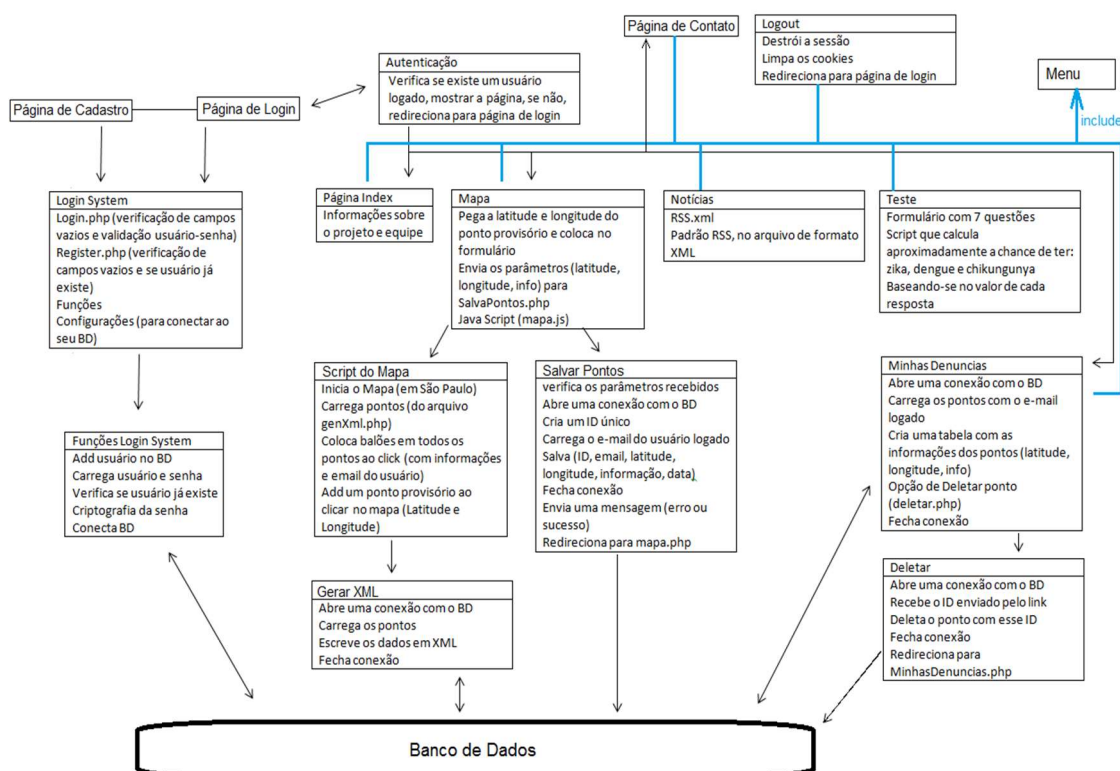 Página de Contato
Logout
Destrói a sessão
Limpa os cookies
Redireciona para página de login
Menu
include
Autenticação
Verifica se existe um usuário
logado, mostrar a página, se não,
redireciona para página de login
Página de Cadastro
Página de Login
Login System
Login.php (verificação de campos
vazios e validação usuário-senha)
Register.php (verificação de
campos vazios e se usuário já
existe)
Funções
Configurações (para conectar ao
seu BD)
Página Index
Informações sobre
o projeto e equipe
Mapa
Pega a latitude e longitude do
ponto provisório e coloca no
formulário
Envia os parâmetros (latitude,
longitude, info) para
SalvaPontos.php
Java Script (mapa.js)
Notícias
RSS.xml
Padrão RSS, no arquivo de formato
XML
Teste
Formulário com 7 questões
Script que calcula
aproximadamente a chance de ter:
zika, dengue e chikungunya
Baseando-se no valor de cada
resposta
Funções Login System
Add usuário no BD
Carrega usuário e senha
Verifica se usuário já existe
Criptografia da senha
Conecta BD
Script do Mapa
Inicia o Mapa (em São Paulo)
Carrega pontos (do arquivo
genXml.php)
Coloca balões em todos os
pontos ao click (com informações
e email do usuário)
Add um ponto provisório ao
clicar no mapa (Latitude e
Longitude)
Salvar Pontos
verifica os parâmetros recebidos
Abre uma conexão com o BD
Cria um ID único
Carrega o e-mail do usuário logado
Salva (ID, email, latitude,
longitude, informação, data)
Fecha conexão
Envia uma mensagem (erro ou
sucesso)
Redireciona para mapa.php
Minhas Denuncias
Abre uma conexão com o BD
Carrega os pontos com o e-mail
logado
Cria uma tabela com as
informações dos pontos (latitude,
longitude, info)
Opção de Deletar ponto
(deletar.php)
Fecha conexão
Gerar XML
Abre uma conexão com o BD
Carrega os pontos
Escreve os dados em XML
Fecha conexão
Deletar
Abre uma conexão com o BD
Recebe o ID enviado pelo link
Deleta o ponto com esse ID
Fecha conexão
Redireciona para
MinhasDenuncias.php
Banco de Dados